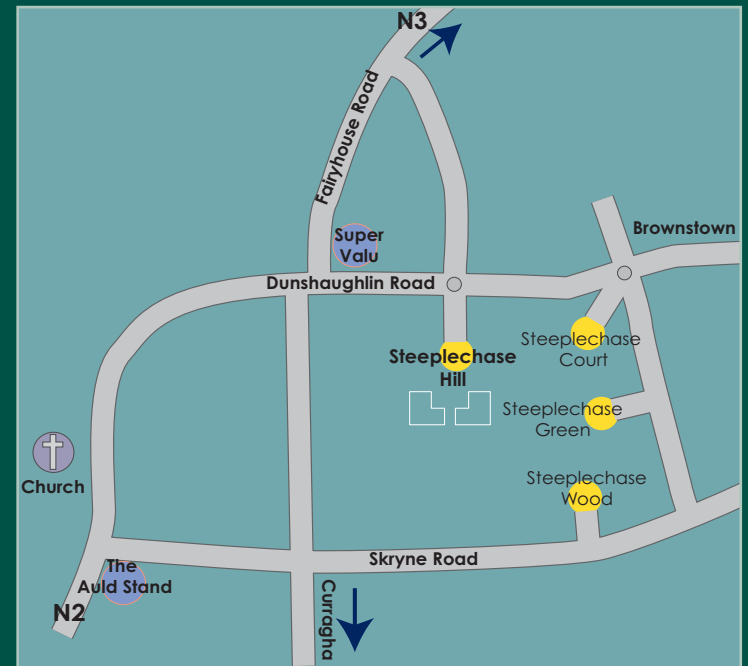 N3
Fairyhouse Road
Super
Valu
Brownstown
Dunshaughlin Road
Steeplechase
Hill
Steeplechase
Court
Steeplechase
Green
Steeplechase
Wood
Church
The
Auld Stand
Skryne Road
N2
Curragha